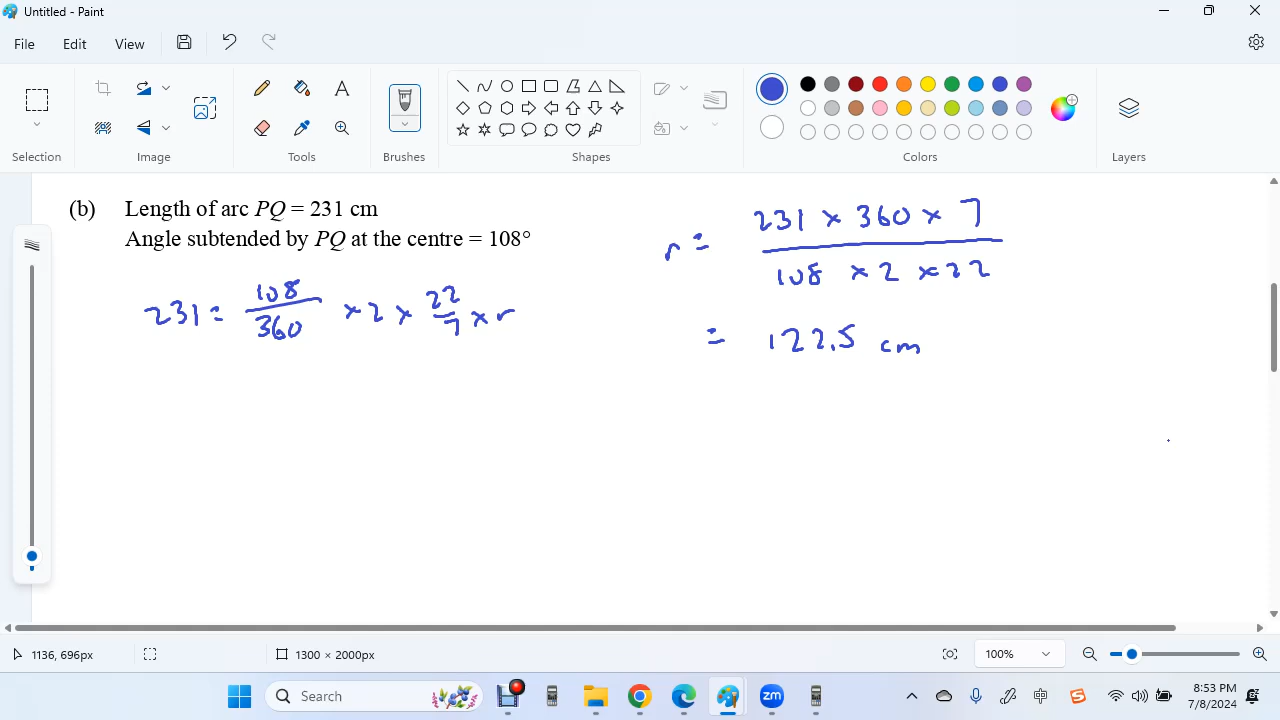 Untitled - Paint
File Edit View
Selection Image Tools Brushes Shapes Colors Layers
(b) Length of arc PQ = 231 cm
Angle subtended by PQ at the centre = 108°
231 = 108/360 × 2 × 22/7 × r
r = 231 × 360 × 7 / 108 × 2 × 22
= 122.5 cm
1136, 696px 1300 × 2000px 100%
Search zm 中 S 8:53 PM
7/8/2024